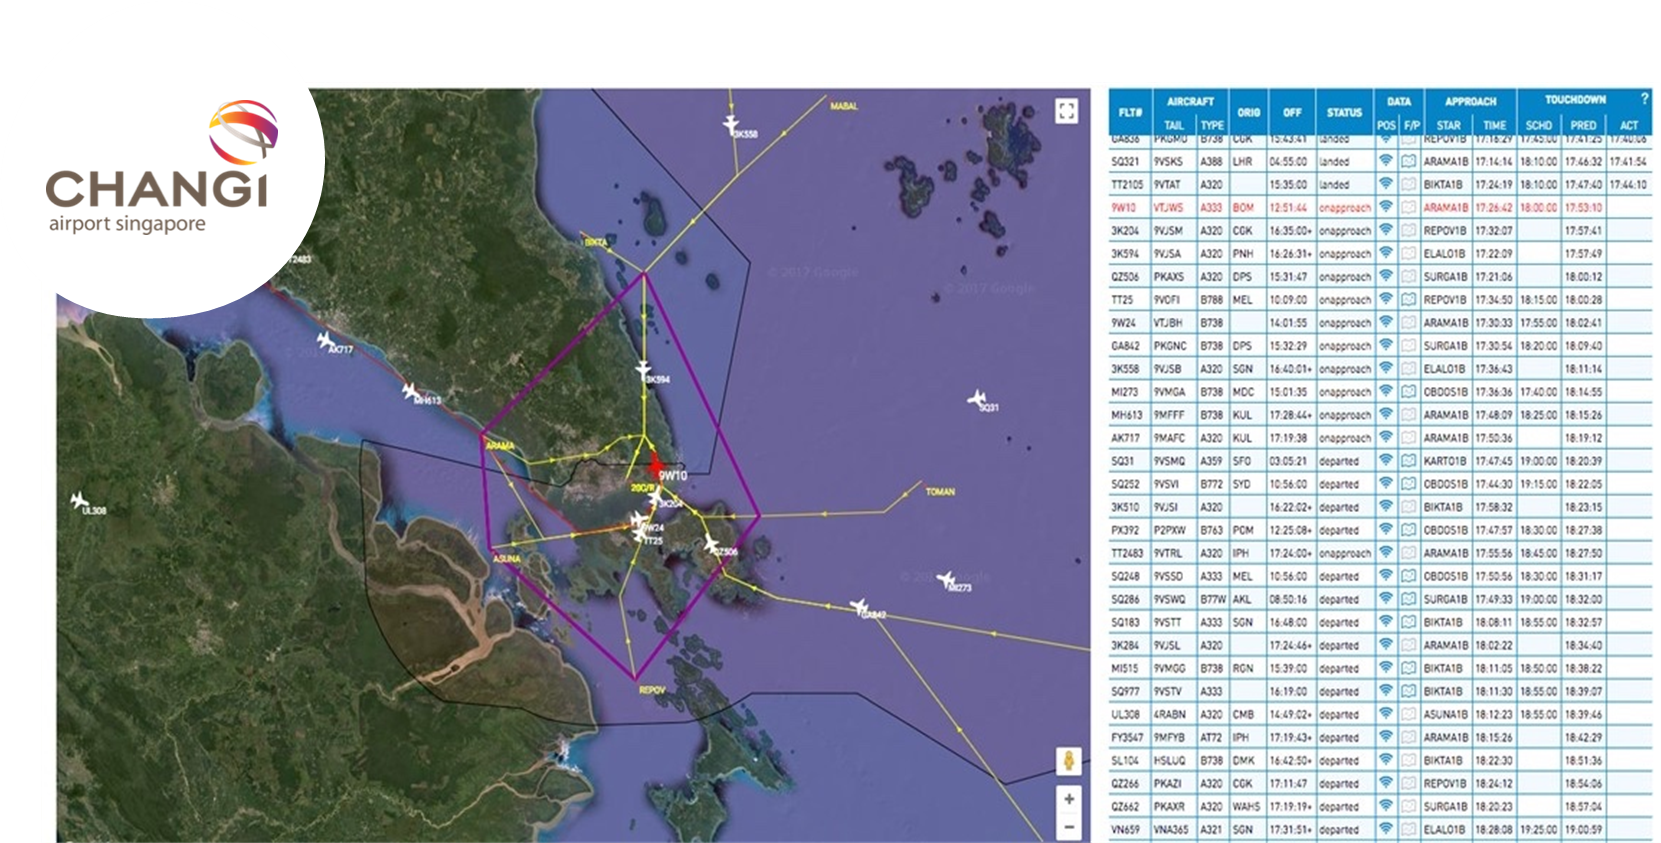 CHANGI
airport singapore
T2483
MABAL
3K558
BIKTA
© 2017 Google
© 2017 Google
AK717
3K594
MH613
SQ31
ARAMA
9W10
20C/R
TOMAN
3K204
UL308
9W24
TT25
QZ506
ASUNA
© Google
MI273
GA842
REPOV
+
−
FLT# AIRCRAFT ORIG OFF STATUS DATA APPROACH TOUCHDOWN ?
TAIL TYPE POS F/P STAR TIME SCHD PRED ACT
GA836 PKGMU B738 CGK 15:43:41 landed REPOV1B 17:16:27 17:45:00 17:41:25 17:40:06
SQ321 9VSKS A388 LHR 04:55:00 landed ARAMA1B 17:14:14 18:10:00 17:46:32 17:41:54
TT2105 9VTAT A320 15:35:00 landed BIKTA1B 17:24:19 18:10:00 17:47:40 17:44:10
9W10 VTJWS A333 BOM 12:51:44 onapproach ARAMA1B 17:26:42 18:00:00 17:53:10
3K204 9VJSM A320 CGK 16:35:00+ onapproach REPOV1B 17:32:07 17:57:41
3K594 9VJSA A320 PNH 16:26:31+ onapproach ELALO1B 17:22:09 17:57:49
QZ506 PKAXS A320 DPS 15:31:47 onapproach SURGA1B 17:21:06 18:00:12
TT25 9VOFI B788 MEL 10:09:00 onapproach REPOV1B 17:34:50 18:15:00 18:00:28
9W24 VTJBH B738 14:01:55 onapproach ARAMA1B 17:30:33 17:55:00 18:02:41
GA842 PKGNC B738 DPS 15:32:29 onapproach SURGA1B 17:30:54 18:20:00 18:09:40
3K558 9VJSB A320 SGN 16:40:01+ onapproach ELALO1B 17:36:43 18:11:14
MI273 9VMGA B738 MDC 15:01:35 onapproach OBDOS1B 17:36:36 17:40:00 18:14:55
MH613 9MFFF B738 KUL 17:28:44+ onapproach ARAMA1B 17:48:09 18:25:00 18:15:26
AK717 9MAFC A320 KUL 17:19:38 onapproach ARAMA1B 17:50:36 18:19:12
SQ31 9VSMQ A359 SFO 03:05:21 departed KARTO1B 17:47:45 19:00:00 18:20:39
SQ252 9VSVI B772 SYD 10:56:00 departed OBDOS1B 17:44:30 19:15:00 18:22:05
3K510 9VJSI A320 16:22:02+ departed BIKTA1B 17:58:32 18:23:15
PX392 P2PXW B763 POM 12:25:08+ departed OBDOS1B 17:47:57 18:30:00 18:27:38
TT2483 9VTRL A320 IPH 17:24:00+ onapproach ARAMA1B 17:55:56 18:45:00 18:27:50
SQ248 9VSSD A333 MEL 10:56:00 departed OBDOS1B 17:50:56 18:30:00 18:31:17
SQ286 9VSWQ B77W AKL 08:50:16 departed SURGA1B 17:49:33 19:00:00 18:32:00
SQ183 9VSTT A333 SGN 16:48:00 departed BIKTA1B 18:08:11 18:55:00 18:32:57
3K284 9VJSL A320 17:24:46+ departed ARAMA1B 18:02:22 18:34:40
MI515 9VMGG B738 RGN 15:39:00 departed BIKTA1B 18:11:05 18:50:00 18:38:22
SQ977 9VSTV A333 16:19:00 departed BIKTA1B 18:11:30 18:55:00 18:39:07
UL308 4RABN A320 CMB 14:49:02+ departed ASUNA1B 18:12:23 18:55:00 18:39:46
FY3547 9MFYB AT72 IPH 17:19:43+ departed ARAMA1B 18:15:26 18:42:29
SL104 HSLUQ B738 DMK 16:42:50+ departed BIKTA1B 18:22:30 18:51:36
QZ266 PKAZI A320 CGK 17:11:47 departed REPOV1B 18:24:12 18:54:06
QZ662 PKAXR A320 WAHS 17:19:19+ departed SURGA1B 18:20:23 18:57:04
VN659 VNA365 A321 SGN 17:31:51+ departed ELALO1B 18:28:08 19:25:00 19:00:59